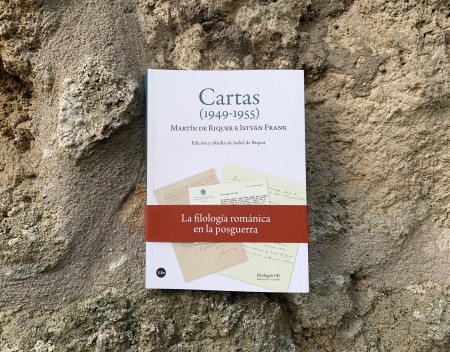 Cartas
(1949-1955)
Martín de Riquer e István Frank
Edición y estudio de Isabel de Riquer
La filología románica
en la posguerra
Filología UB